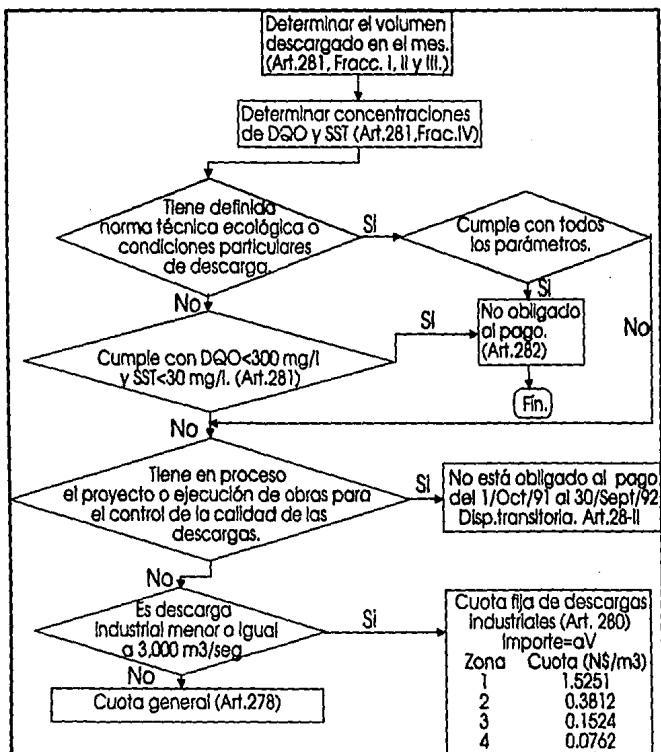 Determinar el volumen
descargado en el mes.
(Art.281, Fracc. I, II y III.)
Determinar concentraciones
de DQO y SST (Art.281,Frac.IV)
Tiene definida
norma técnica ecológica o
condiciones particulares
de descarga.
Si
Cumple con todos
los parámetros.
No
Si
No obligado
al pago.
(Art.282)
No
Cumple con DQO<300 mg/l
y SST<30 mg/l. (Art.281)
Si
Fin.
No
Tiene en proceso
el proyecto o ejecución de obras para
el control de la calidad de las
descargas.
Si
No está obligado al pago
del 1/Oct/91 al 30/Sept/92
Disp.transitoria. Art.28-II
No
Es descarga
industrial menor o igual
a 3,000 m3/seg
Si
Cuota fija de descargas
industriales (Art. 280)
Importe=aV
Zona Cuota (N$/m3)
1 1.5251
2 0.3812
3 0.1524
4 0.0762
No
Cuota general (Art.278)